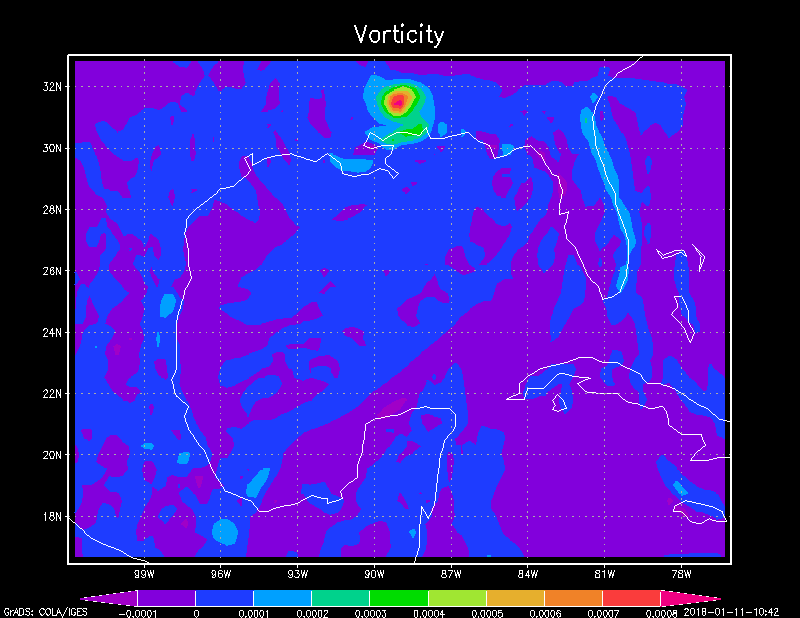 Vorticity
32N
30N
28N
26N
24N
22N
20N
18N
99W 96W 93W 90W 87W 84W 81W 78W
-0.0001 0 0.0001 0.0002 0.0003 0.0004 0.0005 0.0006 0.0007 0.0008
GrADS: COLA/IGES 2018-01-11-10:42